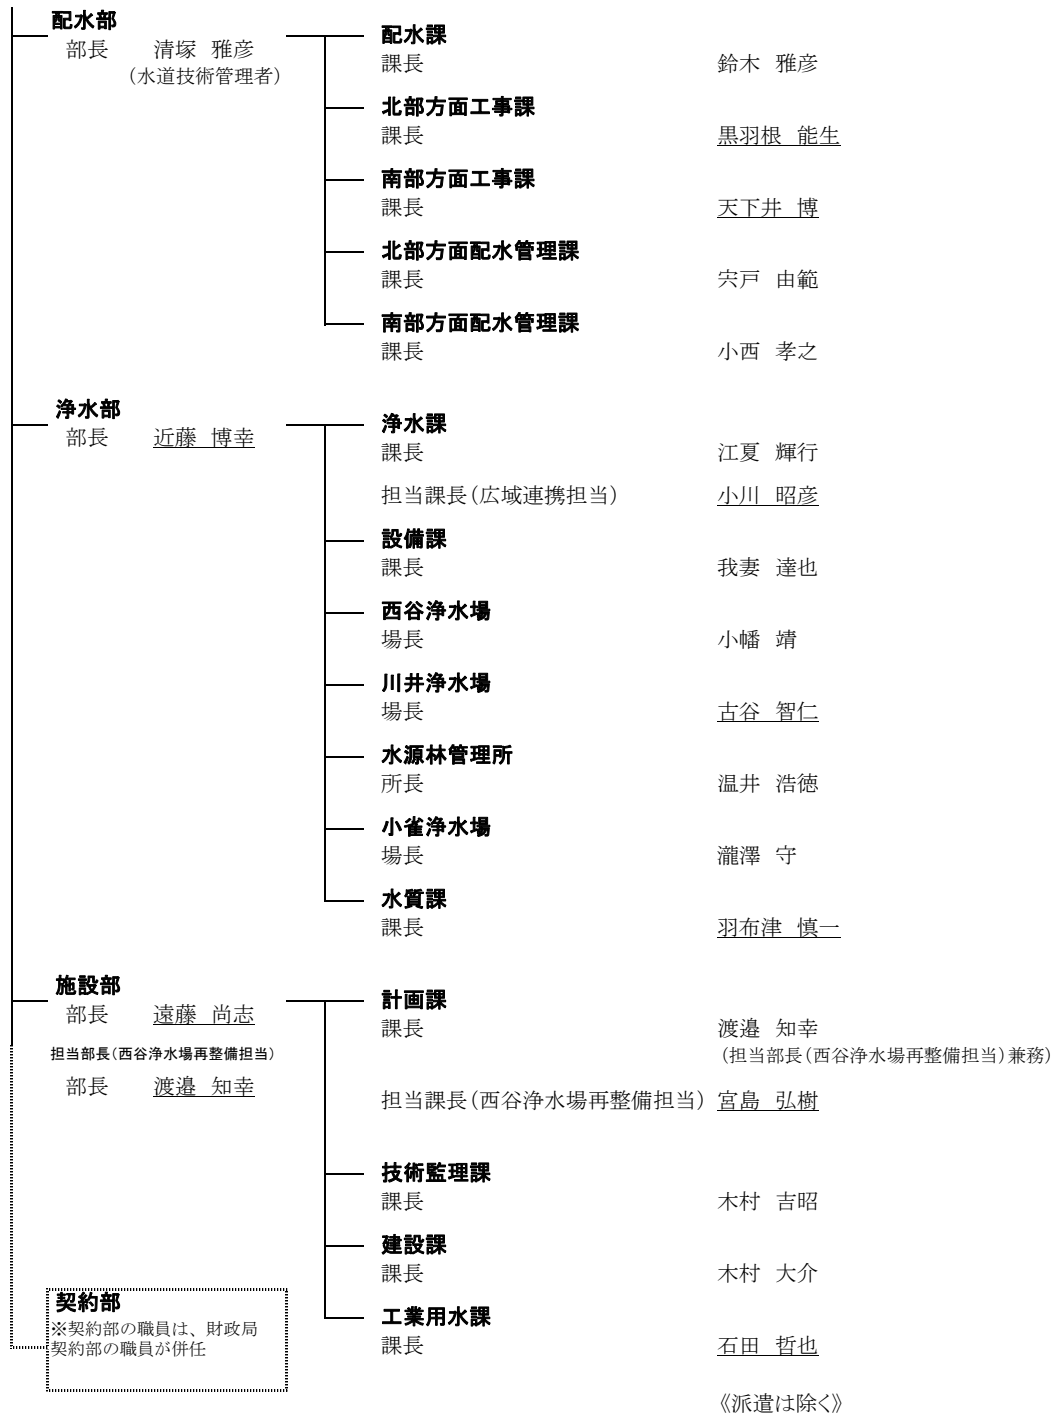 配水部
部長 清塚 雅彦
（水道技術管理者）
配水課
課長 鈴木 雅彦
北部方面工事課
課長 黒羽根 能生
南部方面工事課
課長 天下井 博
北部方面配水管理課
課長 宍戸 由範
南部方面配水管理課
課長 小西 孝之
浄水部
部長 近藤 博幸
浄水課
課長 江夏 輝行
担当課長（広域連携担当） 小川 昭彦
設備課
課長 我妻 達也
西谷浄水場
場長 小幡 靖
川井浄水場
場長 古谷 智仁
水源林管理所
所長 温井 浩徳
小雀浄水場
場長 瀧澤 守
水質課
課長 羽布津 慎一
施設部
部長 遠藤 尚志
担当部長（西谷浄水場再整備担当）
部長 渡邉 知幸
計画課
課長 渡邉 知幸
（担当部長（西谷浄水場再整備担当）兼務）
担当課長（西谷浄水場再整備担当） 宮島 弘樹
技術監理課
課長 木村 吉昭
建設課
課長 木村 大介
工業用水課
課長 石田 哲也
契約部
※契約部の職員は、財政局
契約部の職員が併任
《派遣は除く》